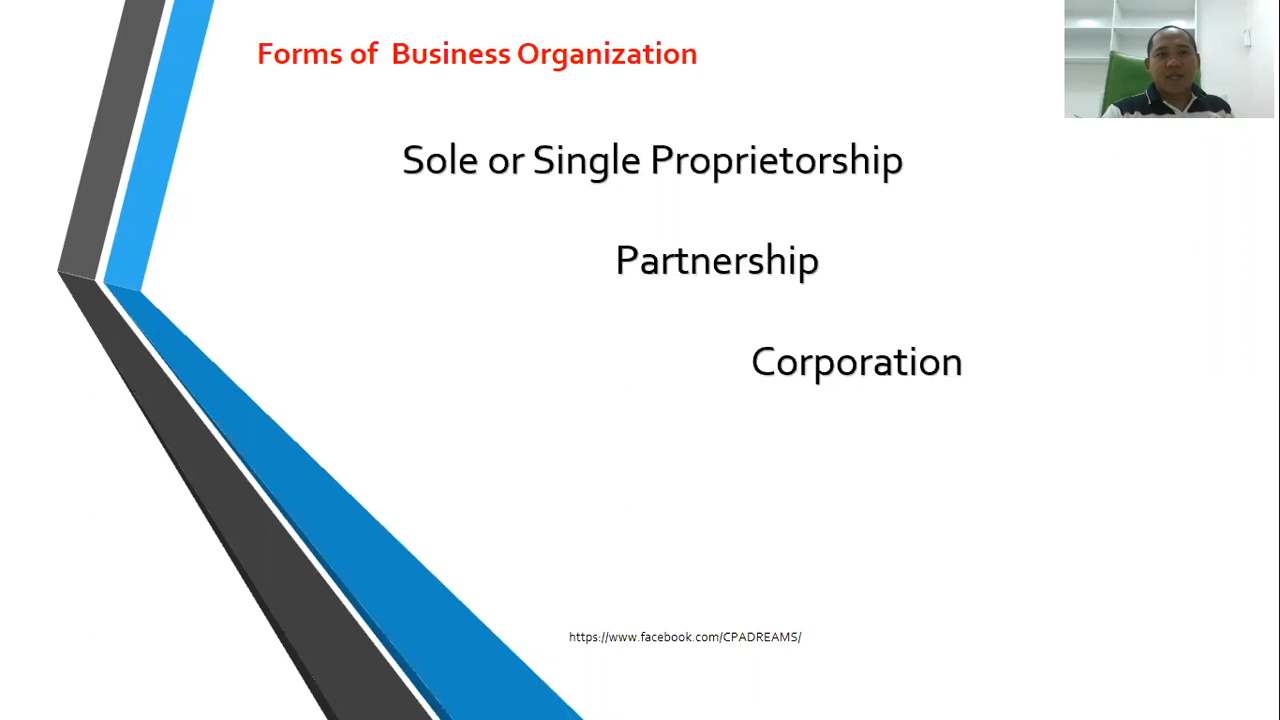 Forms of Business Organization
Sole or Single Proprietorship
Partnership
Corporation
https://www.facebook.com/CPADREAMS/